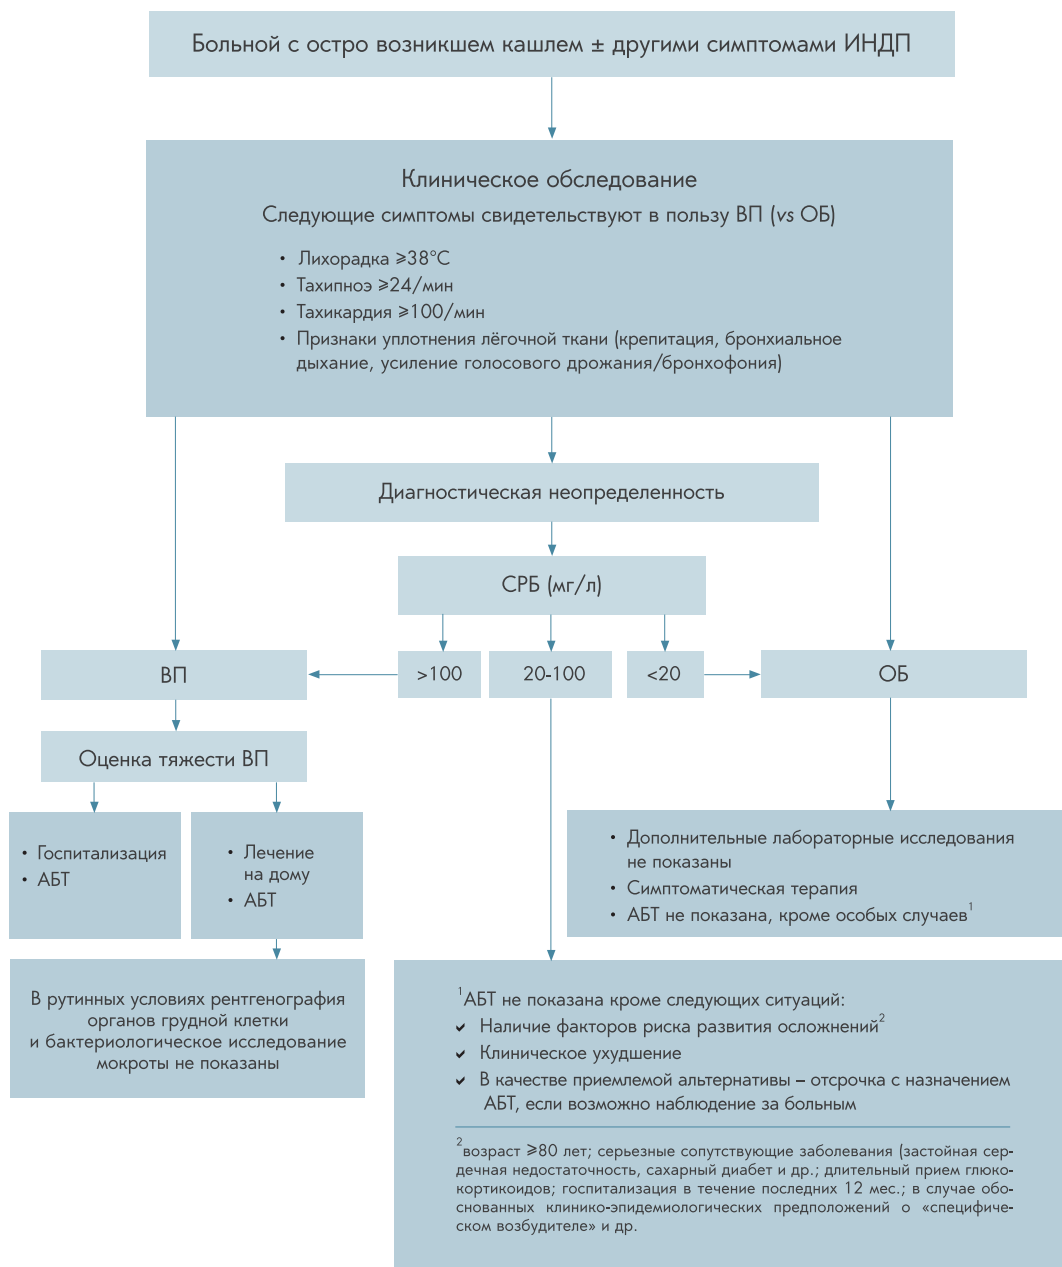 Больной с остро возникшем кашлем ± другими симптомами ИНДП
Клиническое обследование
Следующие симптомы свидетельствуют в пользу ВП (vs ОБ)
• Лихорадка ⩾38°С
• Тахипноэ ⩾24/мин
• Тахикардия ⩾100/мин
• Признаки уплотнения лёгочной ткани (крепитация, бронхиальное
дыхание, усиление голосового дрожания/бронхофония)
Диагностическая неопределенность
СРБ (мг/л)
ВП
>100
20-100
<20
ОБ
Оценка тяжести ВП
• Госпитализация
• АБТ
• Лечение
на дому
• АБТ
• Дополнительные лабораторные исследования
не показаны
• Симптоматическая терапия
• АБТ не показана, кроме особых случаев¹
В рутинных условиях рентгенография
органов грудной клетки
и бактериологическое исследование
мокроты не показаны
¹АБТ не показана кроме следующих ситуаций:
✓ Наличие факторов риска развития осложнений²
✓ Клиническое ухудшение
✓ В качестве приемлемой альтернативы – отсрочка с назначением
АБТ, если возможно наблюдение за больным
²возраст ⩾80 лет; серьезные сопутствующие заболевания (застойная сер-
дечная недостаточность, сахарный диабет и др.; длительный прием глюко-
кортикоидов; госпитализация в течение последних 12 мес.; в случае обо-
снованных клинико-эпидемиологических предположений о «специфиче-
ском возбудителе» и др.